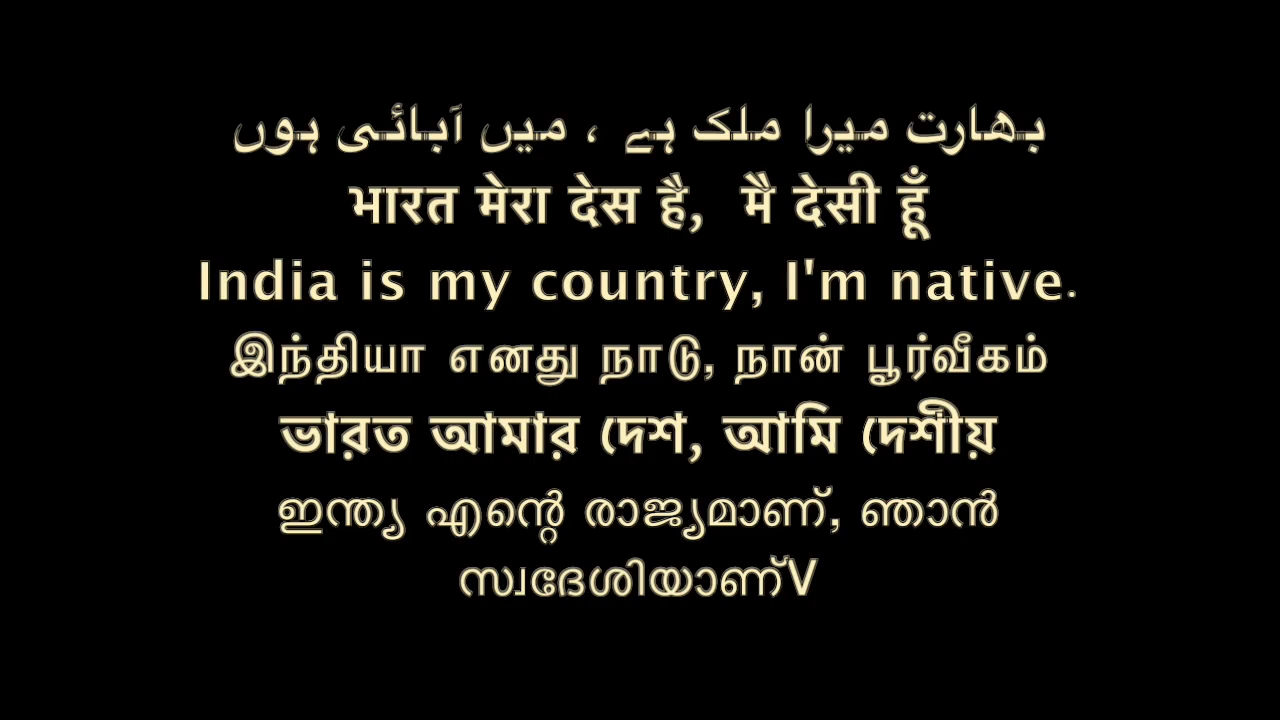 بھارت میرا ملک ہے ، میں آبائی ہوں
भारत मेरा देस है, मै देसी हूँ
India is my country, I'm native.
இந்தியா எனது நாடு, நான் பூர்வீகம்
ভারত আমার দেশ, আমি দেশীয়
ഇന്ത്യ എന്റെ രാജ്യമാണ്, ഞാൻ
സ്വദേശിയാണ്V